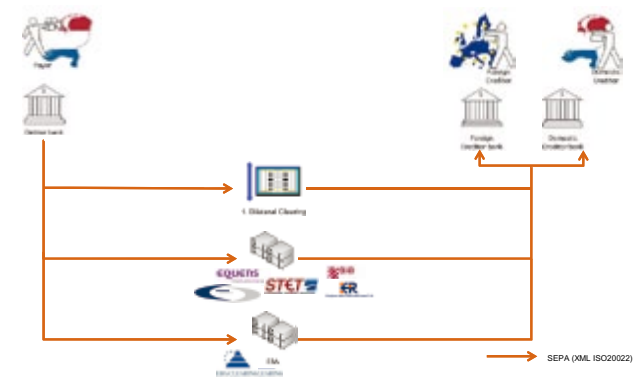 Payer
Foreign
Creditor
Domestic
Creditor
Debtor bank
Foreign
Creditor bank
Domestic
Creditor bank
1. Bilateral Clearing
EQUENS
STET
SEPA (XML ISO20022)
EBA